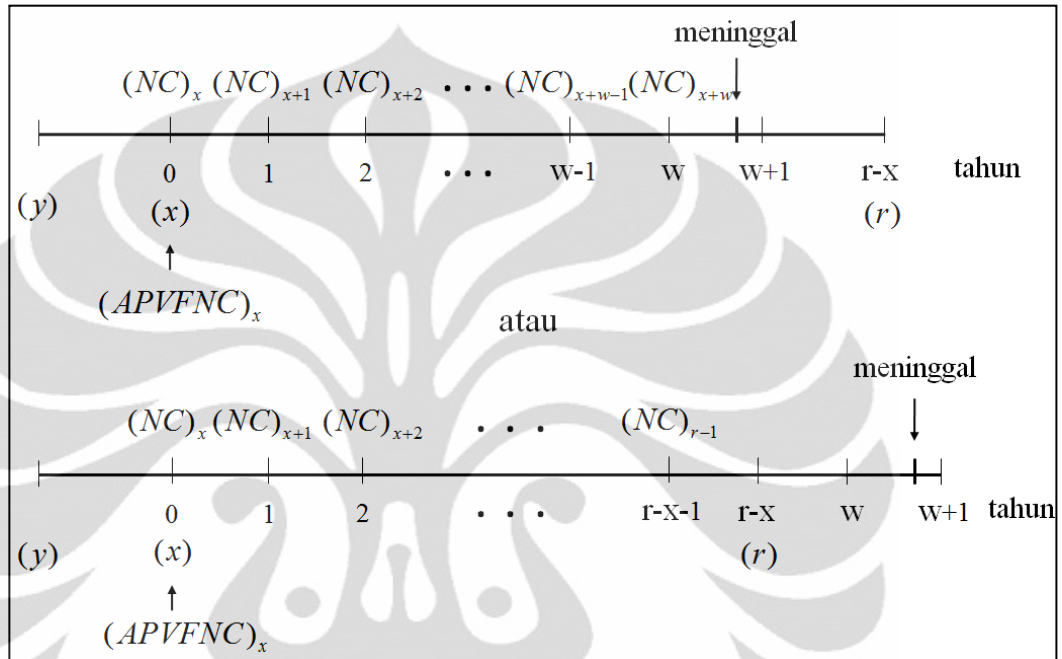 meninggal
(NC)ₓ (NC)ₓ₊₁ (NC)ₓ₊₂ • • • (NC)ₓ₊w₋₁ (NC)ₓ₊w
0 1 2 • • • w-1 w w+1 r-x tahun
(y) (x) (r)
(APVFNC)ₓ
atau
meninggal
(NC)ₓ (NC)ₓ₊₁ (NC)ₓ₊₂ • • • (NC)ᵣ₋₁
0 1 2 • • • r-x-1 r-x w w+1 tahun
(y) (x) (r)
(APVFNC)ₓ